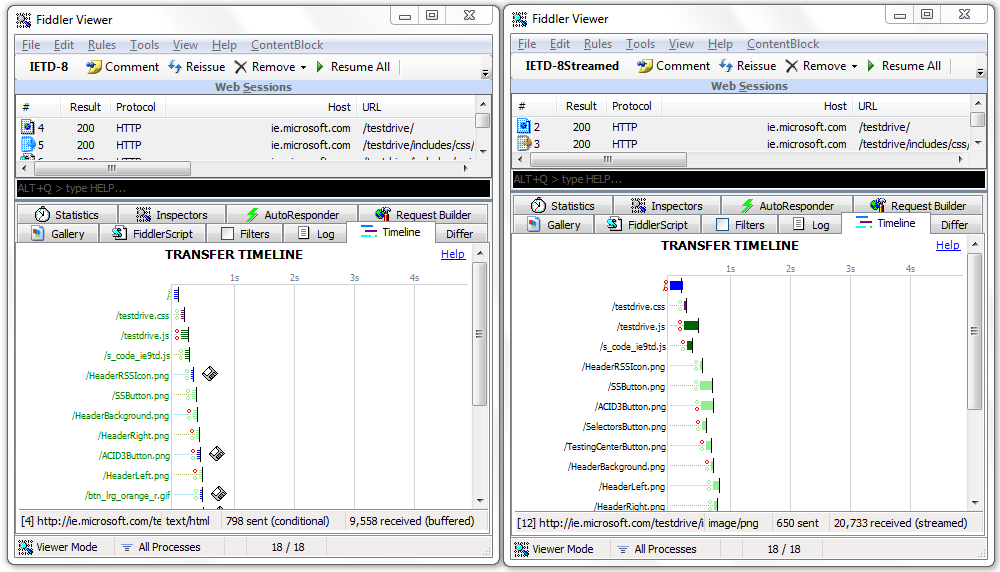 Fiddler Viewer
File Edit Rules Tools View Help ContentBlock
IETD-8 Comment Reissue Remove Resume All
Web Sessions
# Result Protocol Host URL
4 200 HTTP ie.microsoft.com /testdrive/
5 200 HTTP ie.microsoft.com /testdrive/includes/css/
ALT+Q > type HELP...
Statistics Inspectors AutoResponder Request Builder
Gallery FiddlerScript Filters Log Timeline Differ
TRANSFER TIMELINE Help
1s 2s 3s 4s
/
/testdrive.css
/testdrive.js
/s_code_ie9td.js
/HeaderRSSIcon.png
/SSButton.png
/HeaderBackground.png
/HeaderRight.png
/ACID3Button.png
/HeaderLeft.png
/btn_lrg_orange_r.gif
[4] http://ie.microsoft.com/te text/html 798 sent (conditional) 9,558 received (buffered)
Viewer Mode All Processes 18 / 18
Fiddler Viewer
File Edit Rules Tools View Help ContentBlock
IETD-8Streamed Comment Reissue Remove Resume All
Web Sessions
# Result Protocol Host URL
2 200 HTTP ie.microsoft.com /testdrive/
3 200 HTTP ie.microsoft.com /testdrive/includes/css/
ALT+Q > type HELP...
Statistics Inspectors AutoResponder Request Builder
Gallery FiddlerScript Filters Log Timeline Differ
TRANSFER TIMELINE Help
1s 2s 3s 4s
/
/testdrive.css
/testdrive.js
/s_code_ie9td.js
/HeaderRSSIcon.png
/SSButton.png
/ACID3Button.png
/SelectorsButton.png
/TestingCenterButton.png
/HeaderBackground.png
/HeaderLeft.png
/HeaderRight.png
[12] http://ie.microsoft.com/testdrive/i image/png 650 sent 20,733 received (streamed)
Viewer Mode All Processes 18 / 18